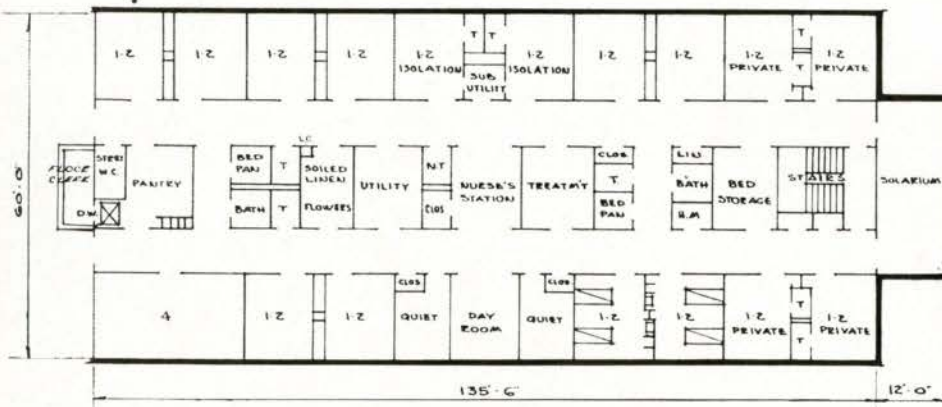 1-2 1-2 1-2 1-2 1-2 T T 1-2 1-2 1-2 1-2 T 1-2
ISOLATION SUB ISOLATION PRIVATE T PRIVATE
UTILITY
60'-0"
FLOOR
CLERK
STER!
W.C.
D.W.
PANTRY
BED
PAN
T
BATH
T
L.C.
SOILED
LINEN
FLOWERS
UTILITY
N.T
CLOS
NURSE'S
STATION
TREATM'T
CLOS
T.
BED
PAN
LIN
BATH
H.M
BED
STORAGE
STAIRS
SOLARIUM
4
1-2
1-2
CLOS
QUIET
DAY
ROOM
CLOS
QUIET
1-2
1-2
1-2
PRIVATE
T
T
1-2
PRIVATE
135'-6"
12'-0"